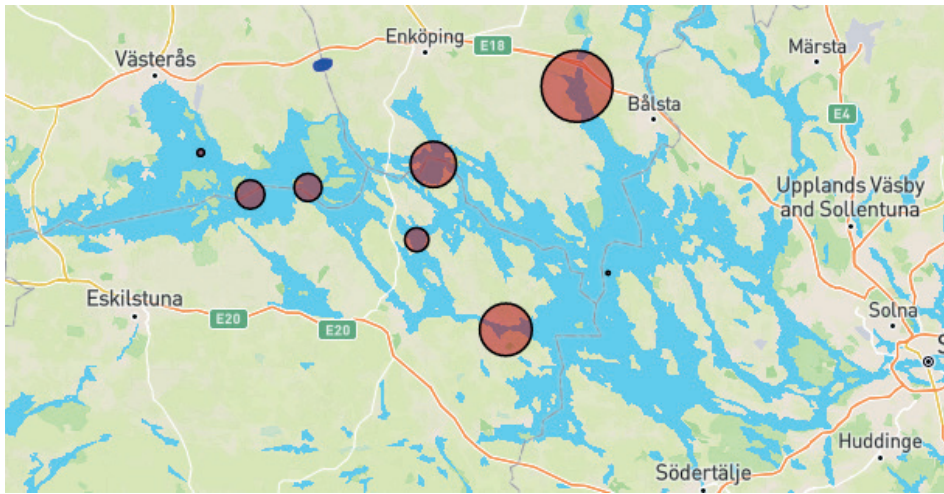 Enköping
E18
Märsta
Västerås
Bålsta
E4
Upplands Väsby
and Sollentuna
Eskilstuna
E20
E20
Solna
S
Huddinge
Södertälje